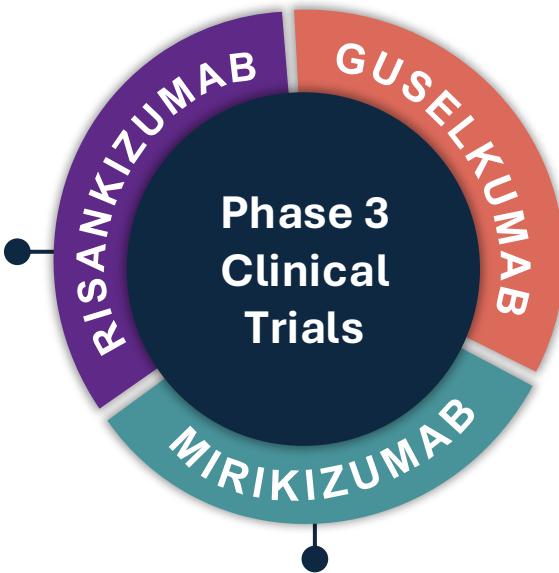 RISANKIZUMAB
GUSELKUMAB
Phase 3
Clinical
Trials
MIRIKIZUMAB